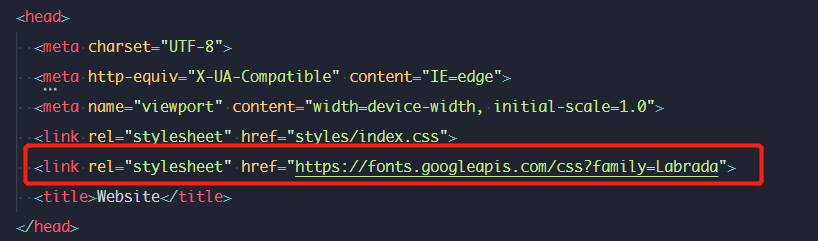 <head>
<meta charset="UTF-8">
<meta http-equiv="X-UA-Compatible" content="IE=edge">
<meta name="viewport" content="width=device-width, initial-scale=1.0">
<link rel="stylesheet" href="styles/index.css">
<link rel="stylesheet" href="https://fonts.googleapis.com/css?family=Labrada">
<title>Website</title>
</head>